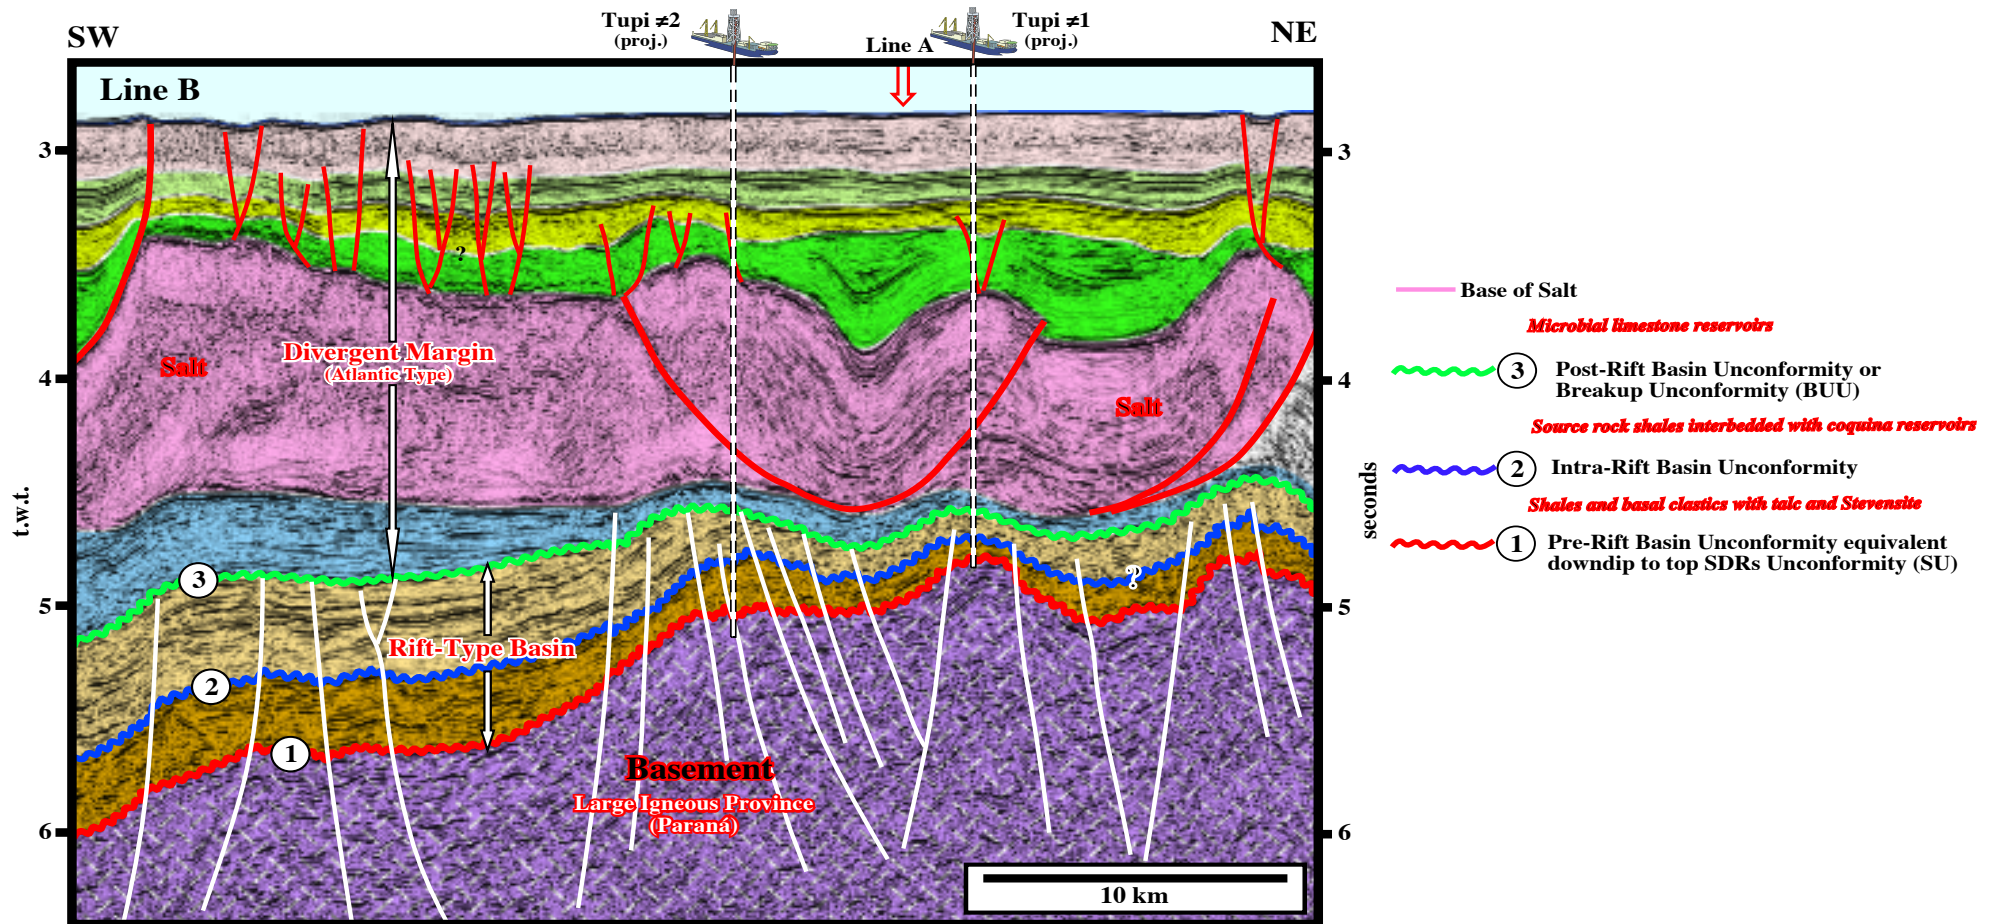 SW
Tupi ≠2
(proj.)
Line A
Tupi ≠1
(proj.)
NE
Line B
3
3
?
Salt
Divergent Margin
(Atlantic Type)
4
4
Salt
t.w.t.
seconds
3
5
5
?
Rift-Type Basin
2
1
Basement
Large Igneous Province
(Paraná)
6
6
10 km
Base of Salt
Microbial limestone reservoirs
3
Post-Rift Basin Unconformity or
Breakup Unconformity (BUU)
Source rock shales interbedded with coquina reservoirs
2
Intra-Rift Basin Unconformity
Shales and basal clastics with talc and Stevensite
1
Pre-Rift Basin Unconformity equivalent
downdip to top SDRs Unconformity (SU)